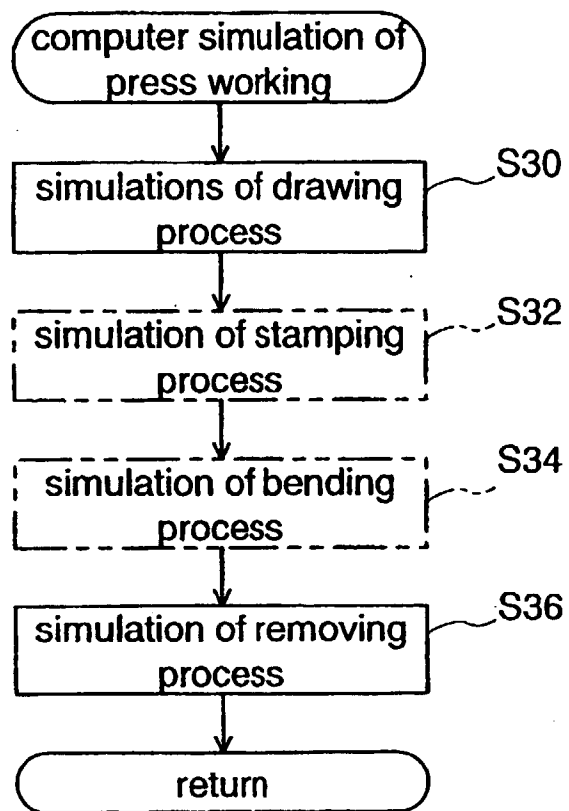 computer simulation of
press working
simulations of drawing
process
S30
simulation of stamping
process
S32
simulation of bending
process
S34
simulation of removing
process
S36
return